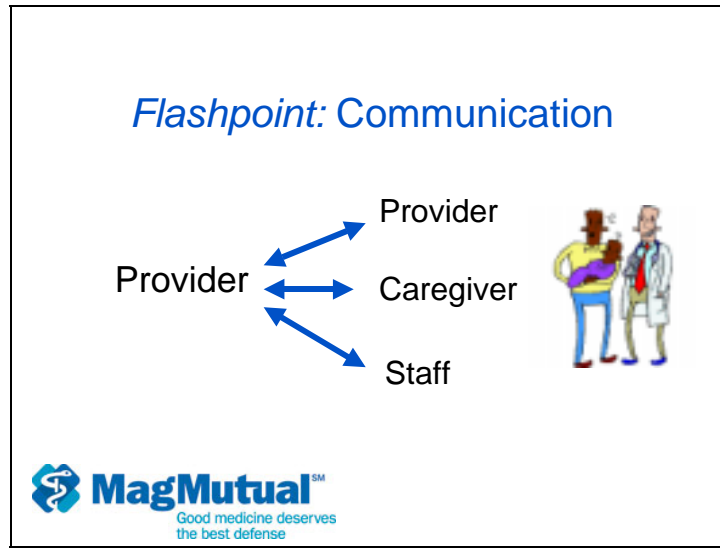 Flashpoint: Communication
Provider
Provider
Caregiver
Staff
MagMutual℠
Good medicine deserves
the best defense